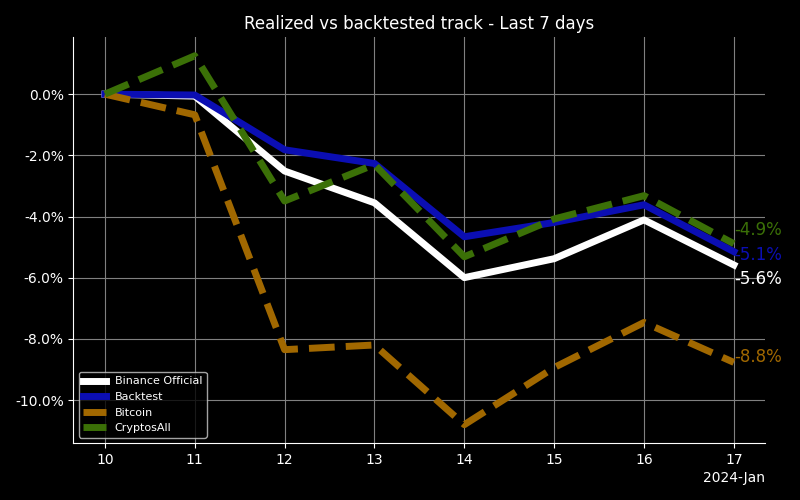 Realized vs backtested track - Last 7 days
0.0%
-2.0%
-4.0%
-6.0%
-8.0%
-10.0%
-4.9%
-5.1%
-5.6%
-8.8%
Binance Official
Backtest
Bitcoin
CryptosAll
10 11 12 13 14 15 16 17
2024-Jan